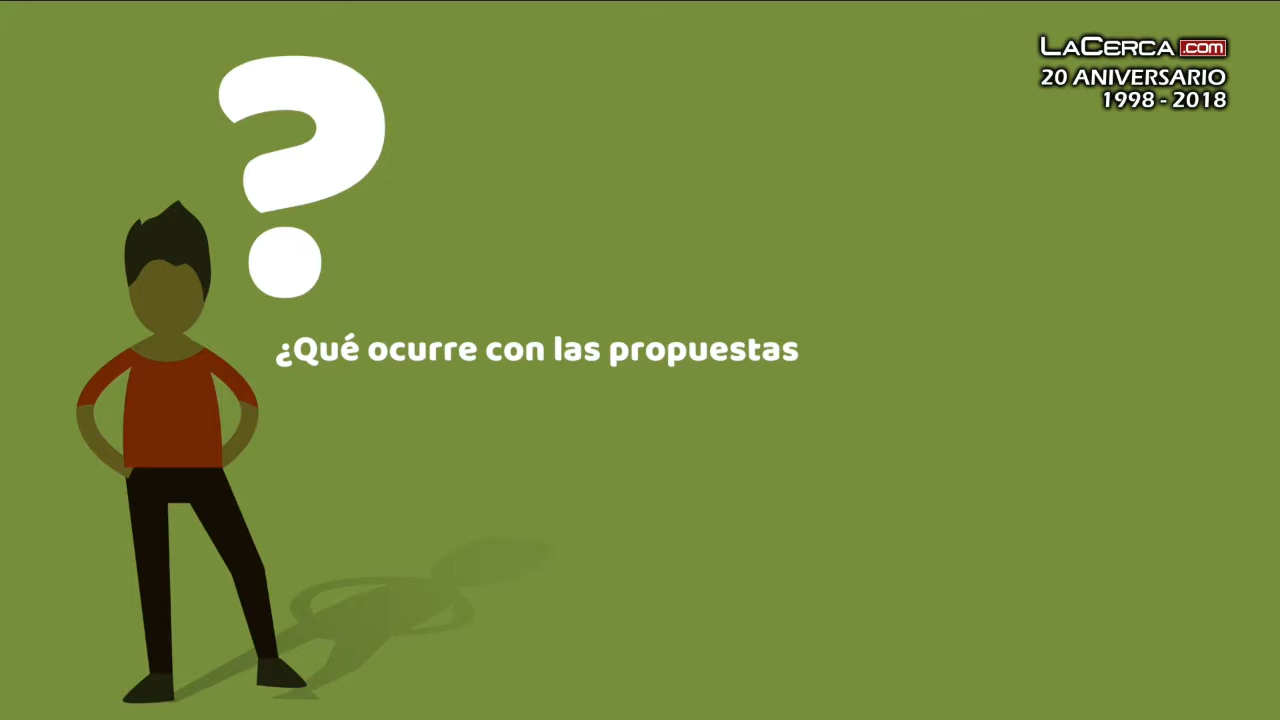 LaCerca .com
20 ANIVERSARIO
1998 - 2018
?
¿Qué ocurre con las propuestas